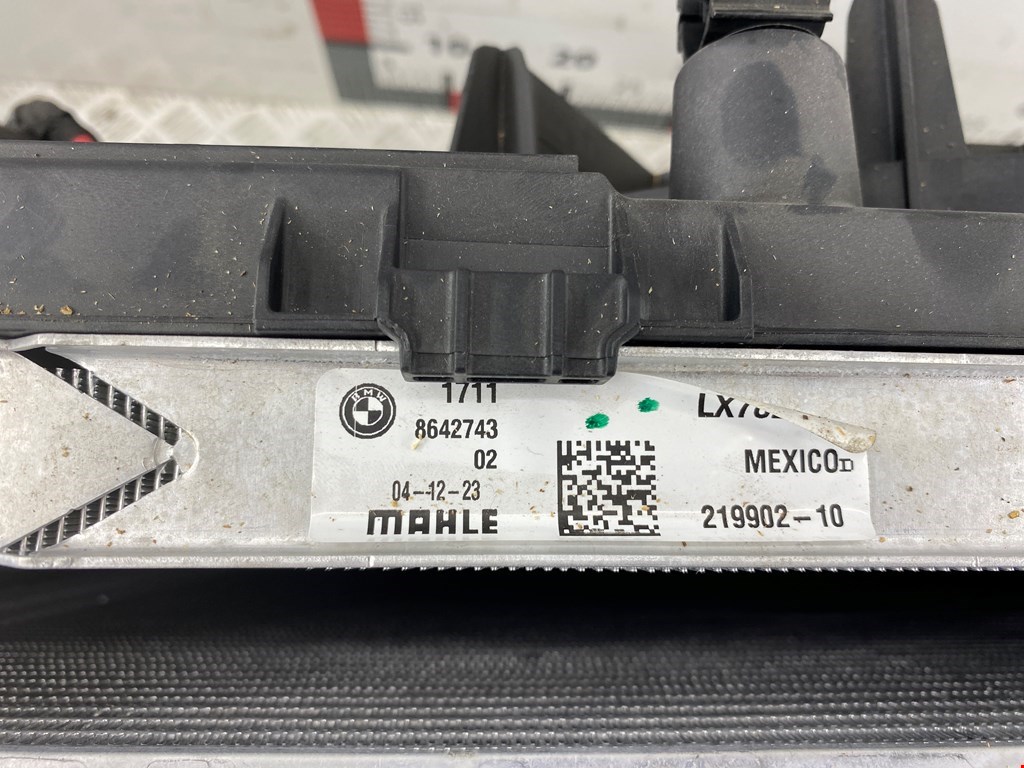 BMW
1711
8642743
02
04-12-23
MAHLE
MEXICO D
219902-10